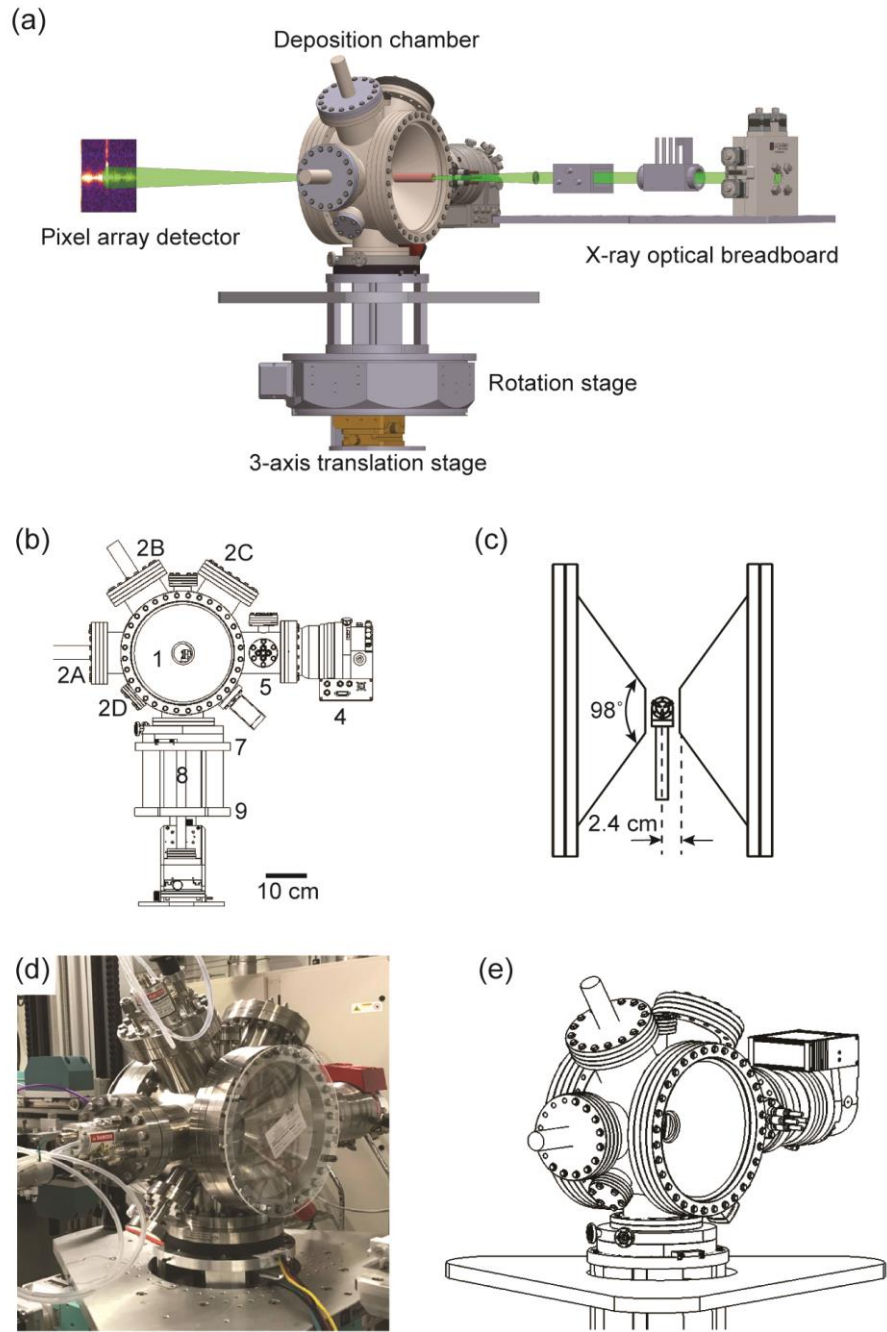 (a)
Deposition chamber
Pixel array detector
X-ray optical breadboard
Rotation stage
3-axis translation stage
(b)
2B
2C
1
2A
5
2D
4
7
8
9
10 cm
(c)
98°
2.4 cm
(d)
(e)